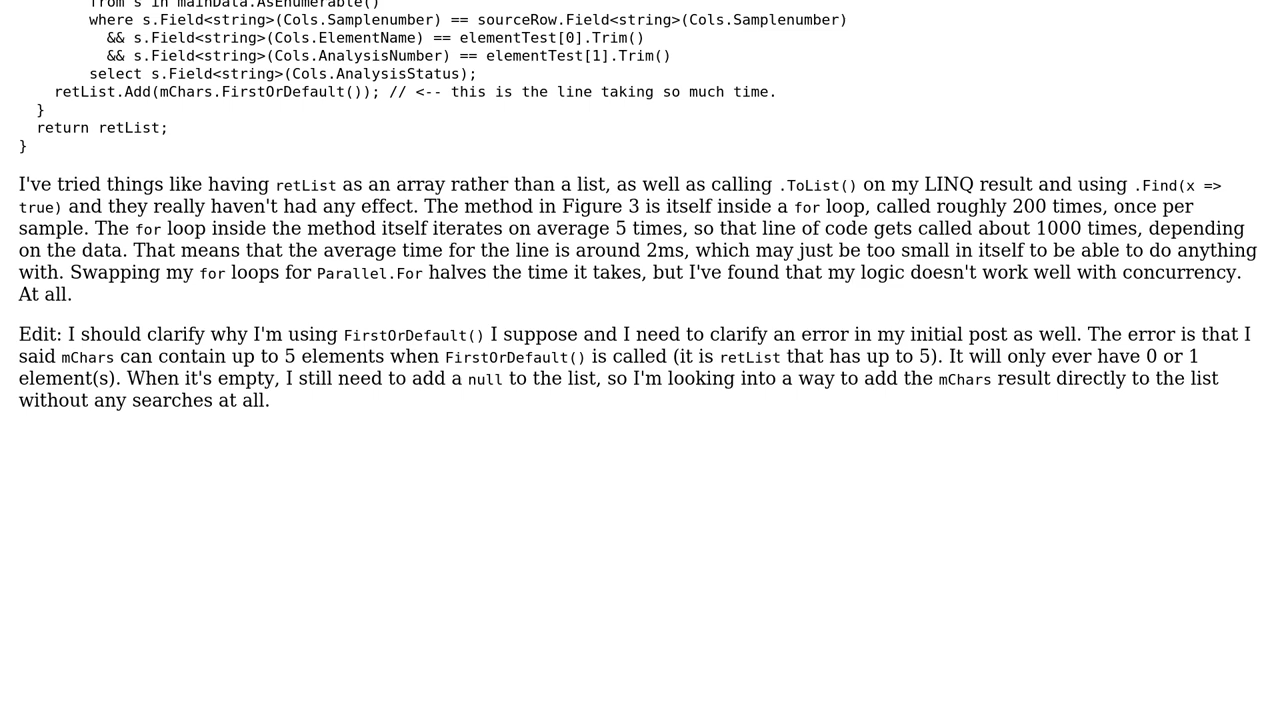 from s in mainData.AsEnumerable()
where s.Field<string>(Cols.Samplenumber) == sourceRow.Field<string>(Cols.Samplenumber)
&& s.Field<string>(Cols.ElementName) == elementTest[0].Trim()
&& s.Field<string>(Cols.AnalysisNumber) == elementTest[1].Trim()
select s.Field<string>(Cols.AnalysisStatus);
retList.Add(mChars.FirstOrDefault()); // <-- this is the line taking so much time.
}
return retList;
}
I've tried things like having retList as an array rather than a list, as well as calling .ToList() on my LINQ result and using .Find(x =>
true) and they really haven't had any effect. The method in Figure 3 is itself inside a for loop, called roughly 200 times, once per
sample. The for loop inside the method itself iterates on average 5 times, so that line of code gets called about 1000 times, depending
on the data. That means that the average time for the line is around 2ms, which may just be too small in itself to be able to do anything
with. Swapping my for loops for Parallel.For halves the time it takes, but I've found that my logic doesn't work well with concurrency.
At all.
Edit: I should clarify why I'm using FirstOrDefault() I suppose and I need to clarify an error in my initial post as well. The error is that I
said mChars can contain up to 5 elements when FirstOrDefault() is called (it is retList that has up to 5). It will only ever have 0 or 1
element(s). When it's empty, I still need to add a null to the list, so I'm looking into a way to add the mChars result directly to the list
without any searches at all.